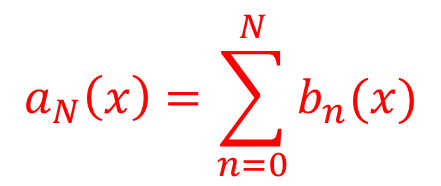 a_N(x) = \sum_{n=0}^{N} b_n(x)